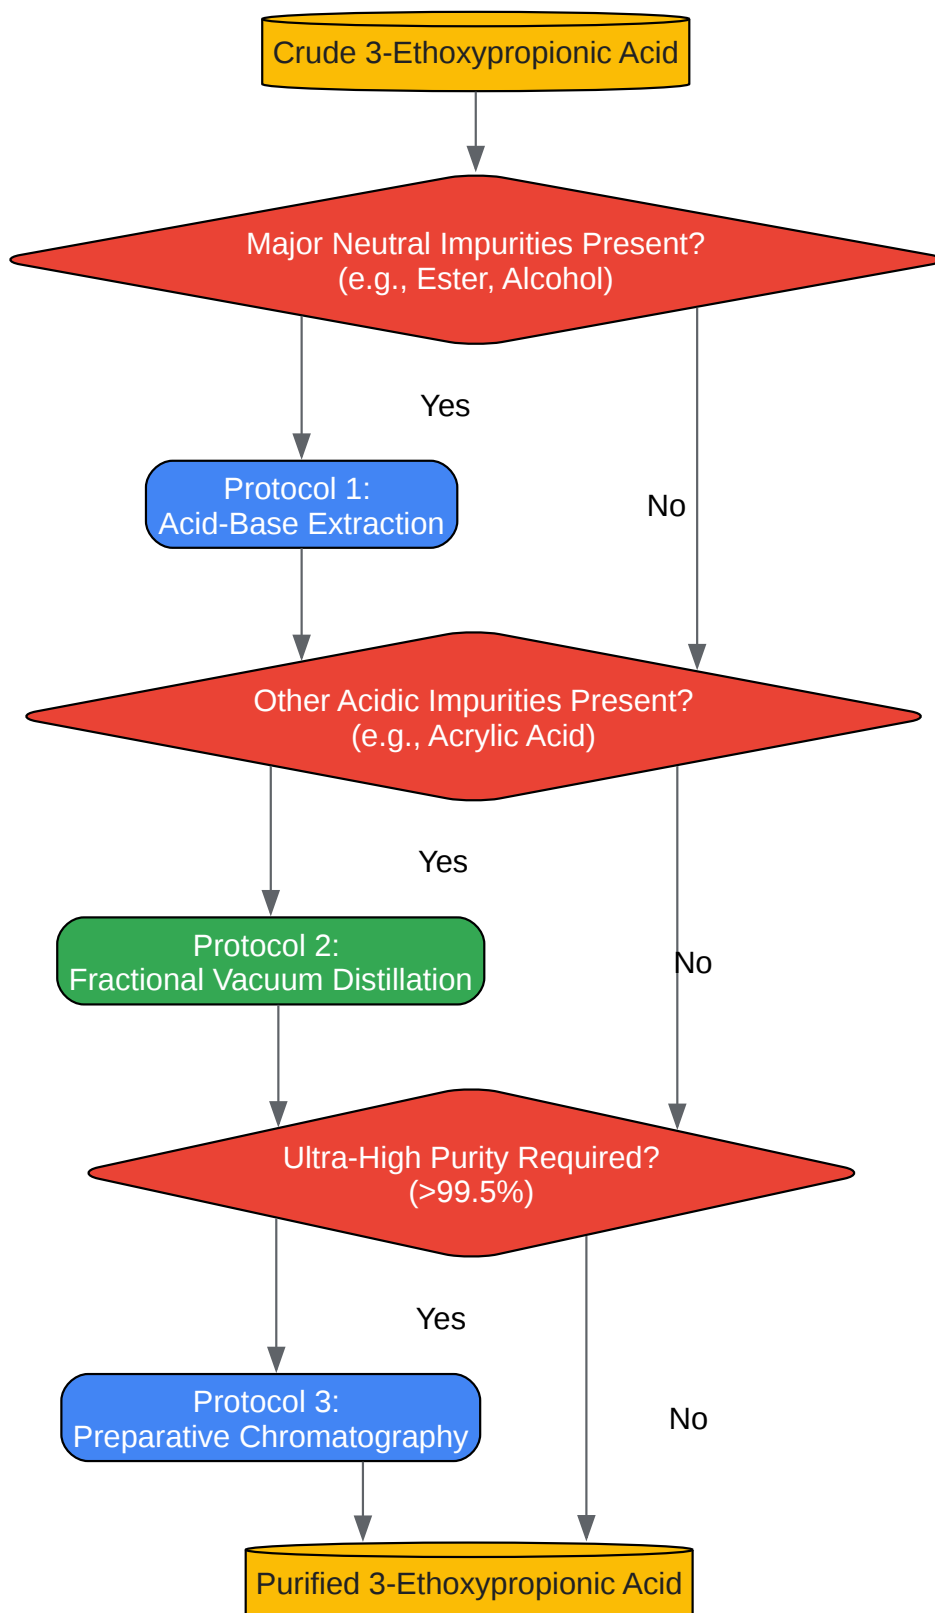 Crude 3-Ethoxypropionic Acid
Major Neutral Impurities Present?
(e.g., Ester, Alcohol)
Yes
Protocol 1:
Acid-Base Extraction
No
Other Acidic Impurities Present?
(e.g., Acrylic Acid)
Yes
Protocol 2:
Fractional Vacuum Distillation
No
Ultra-High Purity Required?
(>99.5%)
Yes
Protocol 3:
Preparative Chromatography
No
Purified 3-Ethoxypropionic Acid